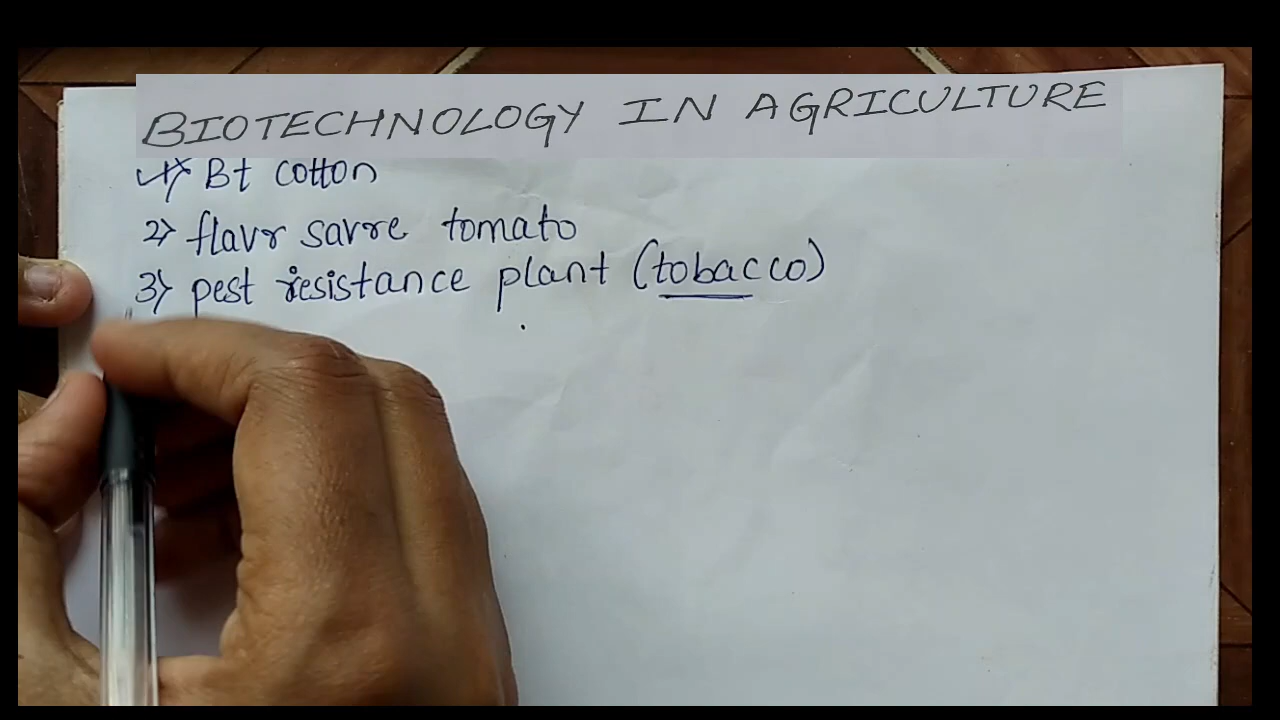 BIOTECHNOLOGY IN AGRICULTURE
1) Bt cotton
2) flavr savre tomato
3) pest resistance plant (tobacco)